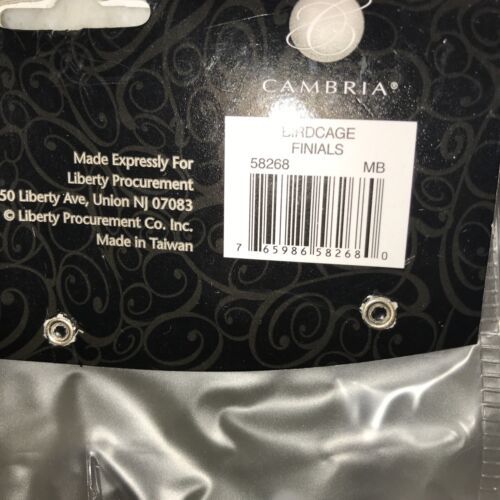 CAMBRIA®
BIRDCAGE
FINIALS
58268 MB
7 65986 58268 0
Made Expressly For
Liberty Procurement
50 Liberty Ave, Union NJ 07083
© Liberty Procurement Co. Inc.
Made in Taiwan